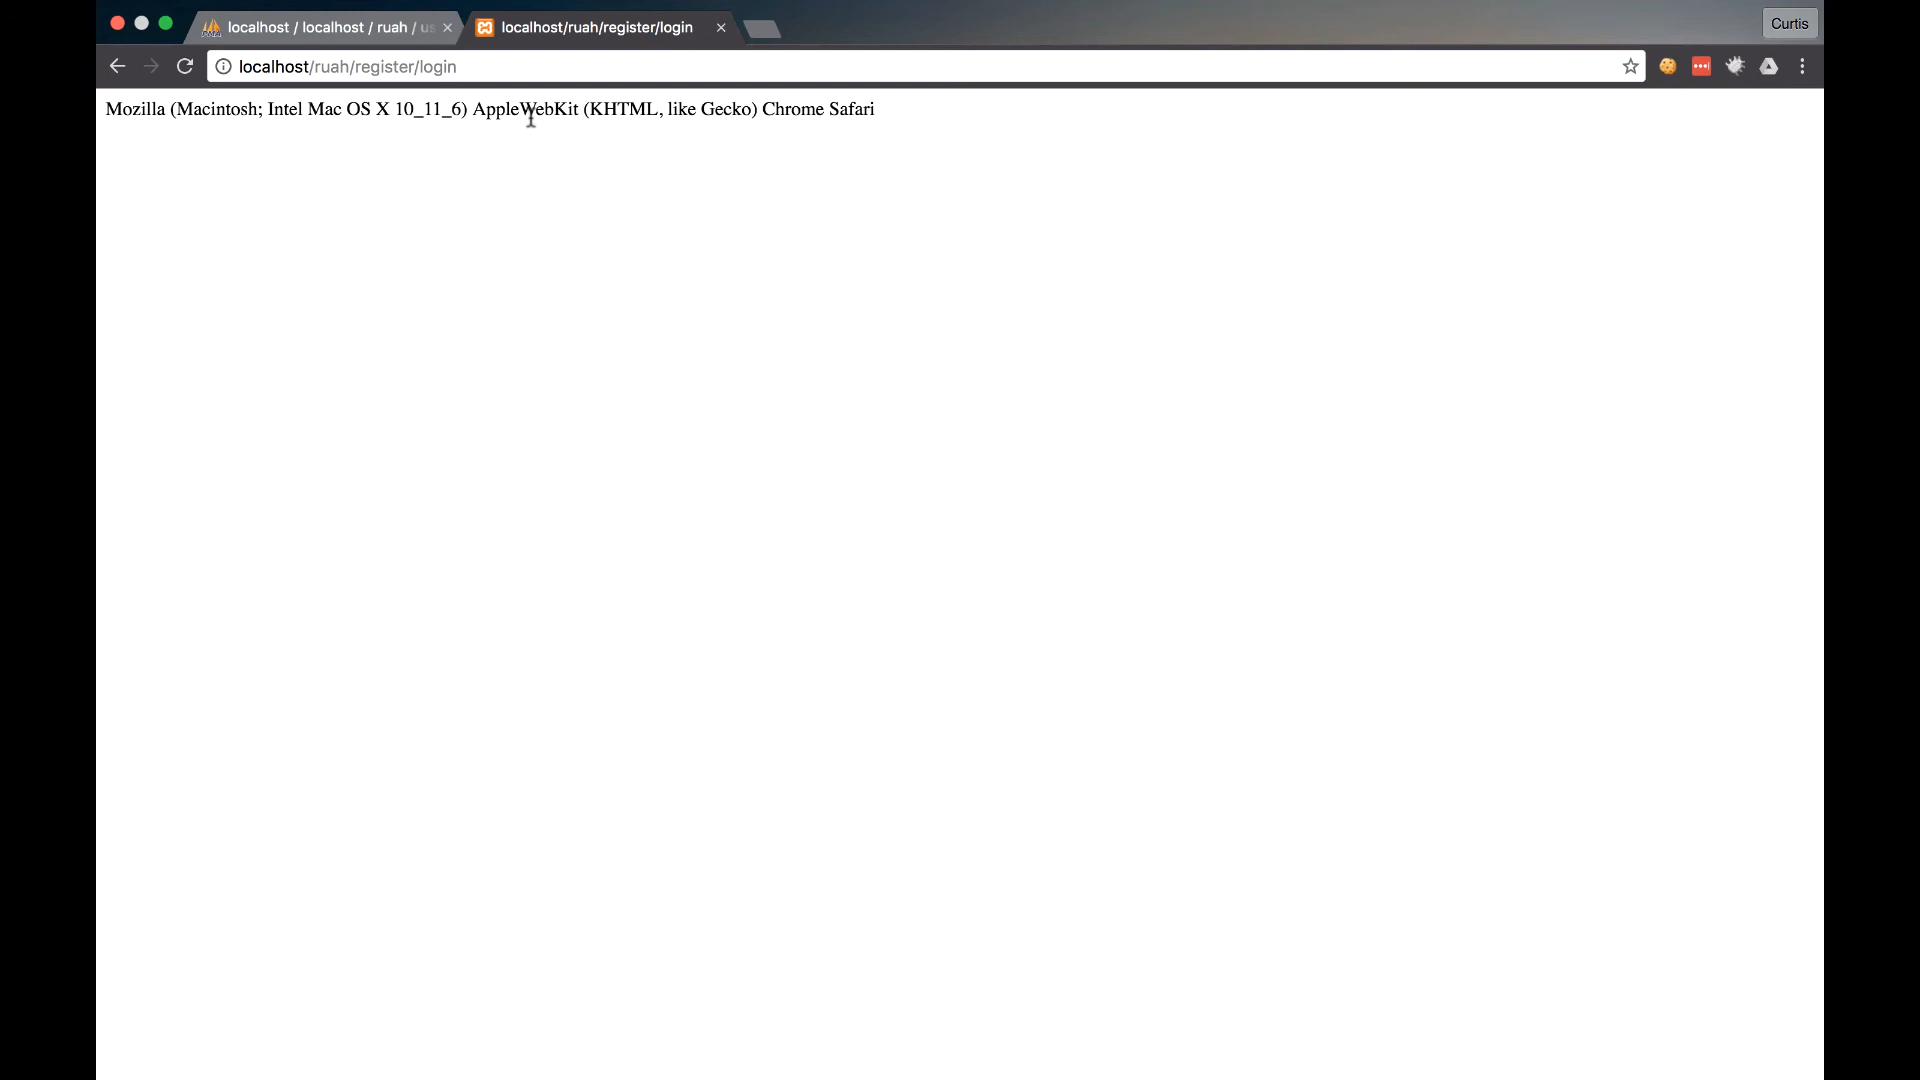 localhost / localhost / ruah / us
localhost/ruah/register/login
Curtis
localhost/ruah/register/login
Mozilla (Macintosh; Intel Mac OS X 10_11_6) AppleWebKit (KHTML, like Gecko) Chrome Safari